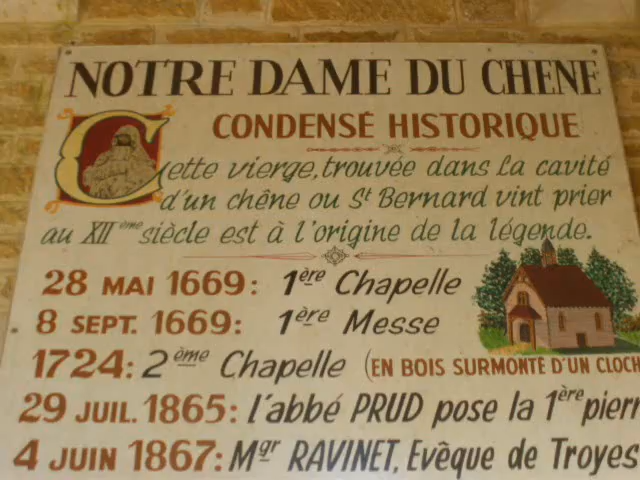 NOTRE DAME DU CHENE
CONDENSÉ HISTORIQUE
Cette vierge, trouvée dans la cavité
d'un chêne ou St Bernard vint prier
au XII ème siècle est à l'origine de la légende.
28 MAI 1669: 1ère Chapelle
8 SEPT. 1669: 1ère Messe
1724: 2ème Chapelle (EN BOIS SURMONTÉ D'UN CLOCH
29 JUIL. 1865: l'abbé PRUD pose la 1ère pierr
4 JUIN 1867: Mgr RAVINET, Evêque de Troyes